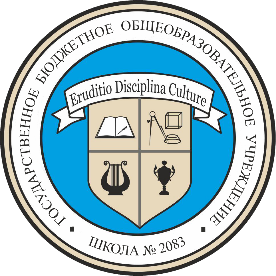 ГОСУДАРСТВЕННОЕ БЮДЖЕТНОЕ ОБЩЕОБРАЗОВАТЕЛЬНОЕ УЧРЕЖДЕНИЕ
Eruditio Disciplina Culture
ШКОЛА № 2083